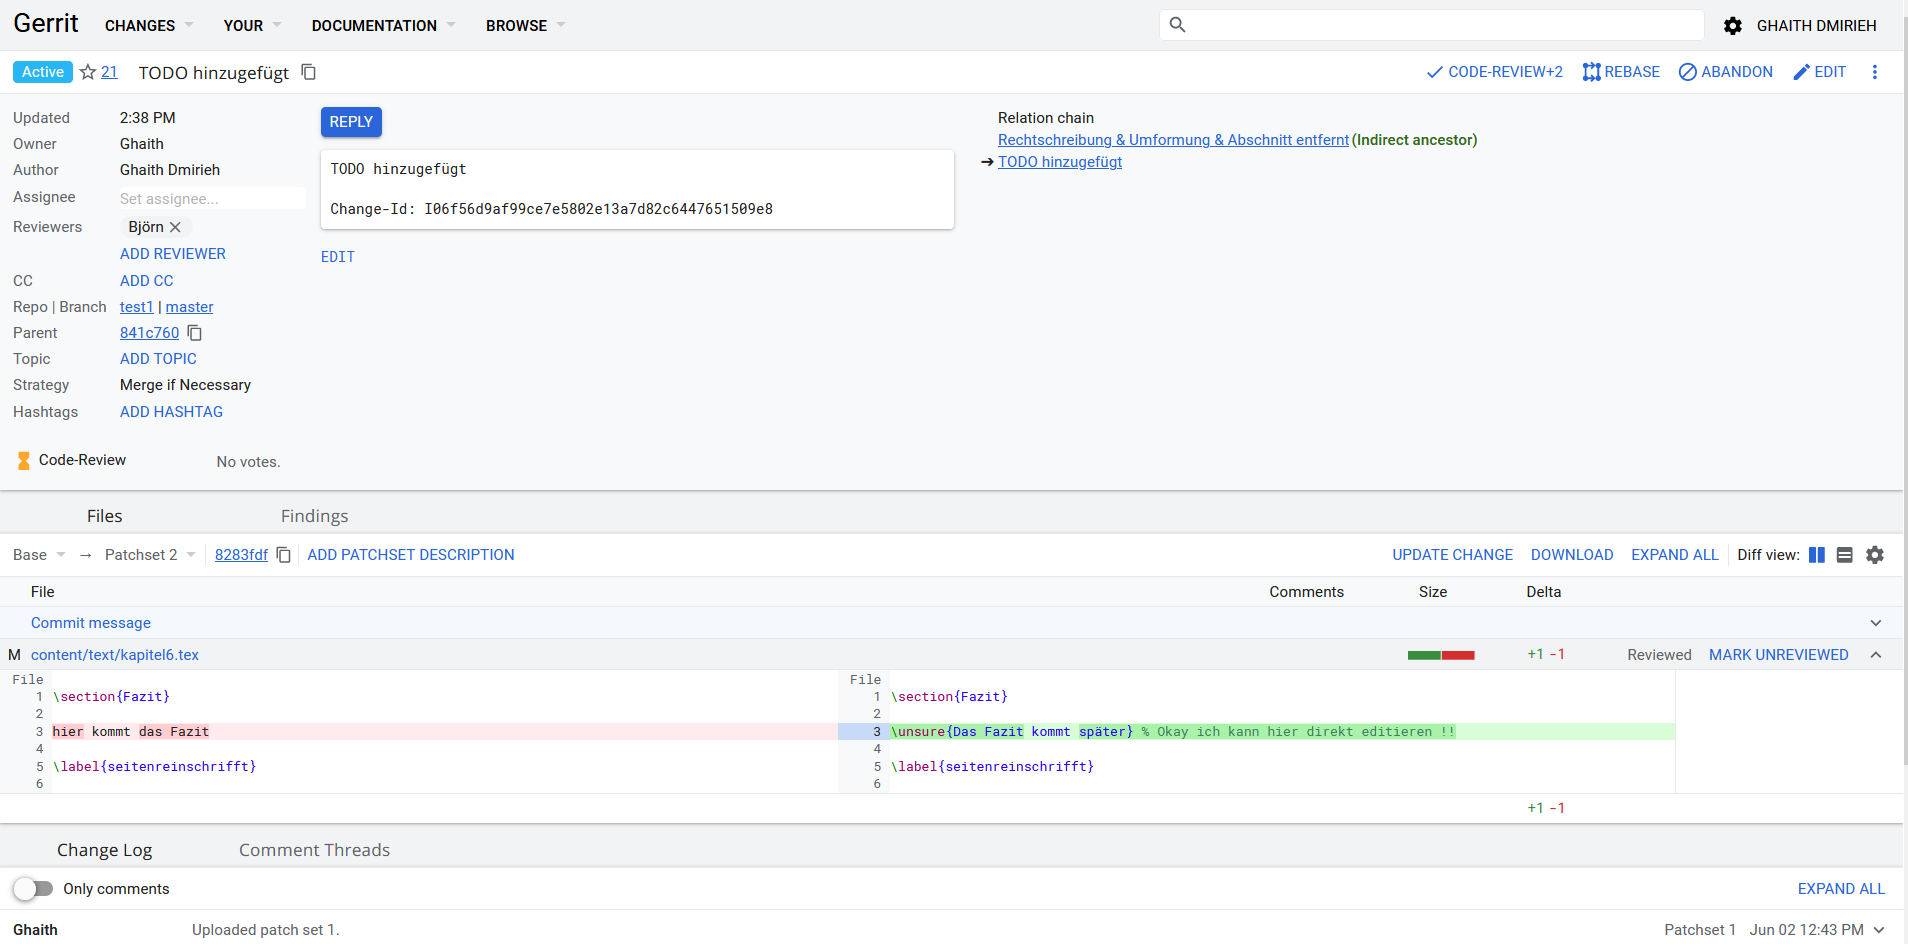 Gerrit CHANGES YOUR DOCUMENTATION BROWSE GHAITH DMIRIEH
Active 21 TODO hinzugefügt CODE-REVIEW+2 REBASE ABANDON EDIT
Updated 2:38 PM
Owner Ghaith
Author Ghaith Dmirieh
Assignee Set assignee...
Reviewers Björn
ADD REVIEWER
CC ADD CC
Repo | Branch test1 | master
Parent 841c760
Topic ADD TOPIC
Strategy Merge if Necessary
Hashtags ADD HASHTAG
Code-Review No votes.
REPLY
TODO hinzugefügt
Change-Id: I06f56d9af99ce7e5802e13a7d82c6447651509e8
EDIT
Relation chain
Rechtschreibung & Umformung & Abschnitt entfernt (Indirect ancestor)
➔ TODO hinzugefügt
Files Findings
Base → Patchset 2 8283fdf ADD PATCHSET DESCRIPTION UPDATE CHANGE DOWNLOAD EXPAND ALL Diff view:
File Comments Size Delta
Commit message
M content/text/kapitel6.tex +1 -1 Reviewed MARK UNREVIEWED
File
1 \section{Fazit}
2
3 hier kommt das Fazit
4
5 \label{seitenreinschrifft}
6
File
1 \section{Fazit}
2
3 \unsure{Das Fazit kommt später} % Okay ich kann hier direkt editieren !!
4
5 \label{seitenreinschrifft}
6
+1 -1
Change Log Comment Threads
Only comments EXPAND ALL
Ghaith Uploaded patch set 1. Patchset 1 Jun 02 12:43 PM